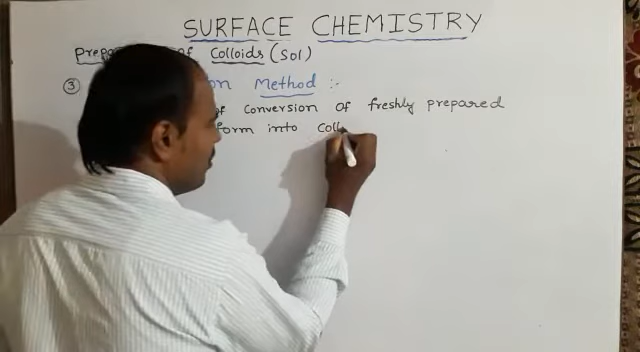 SURFACE CHEMISTRY
of Colloids (Sol)
③ Method :-
of conversion of freshly prepared
form into Coll